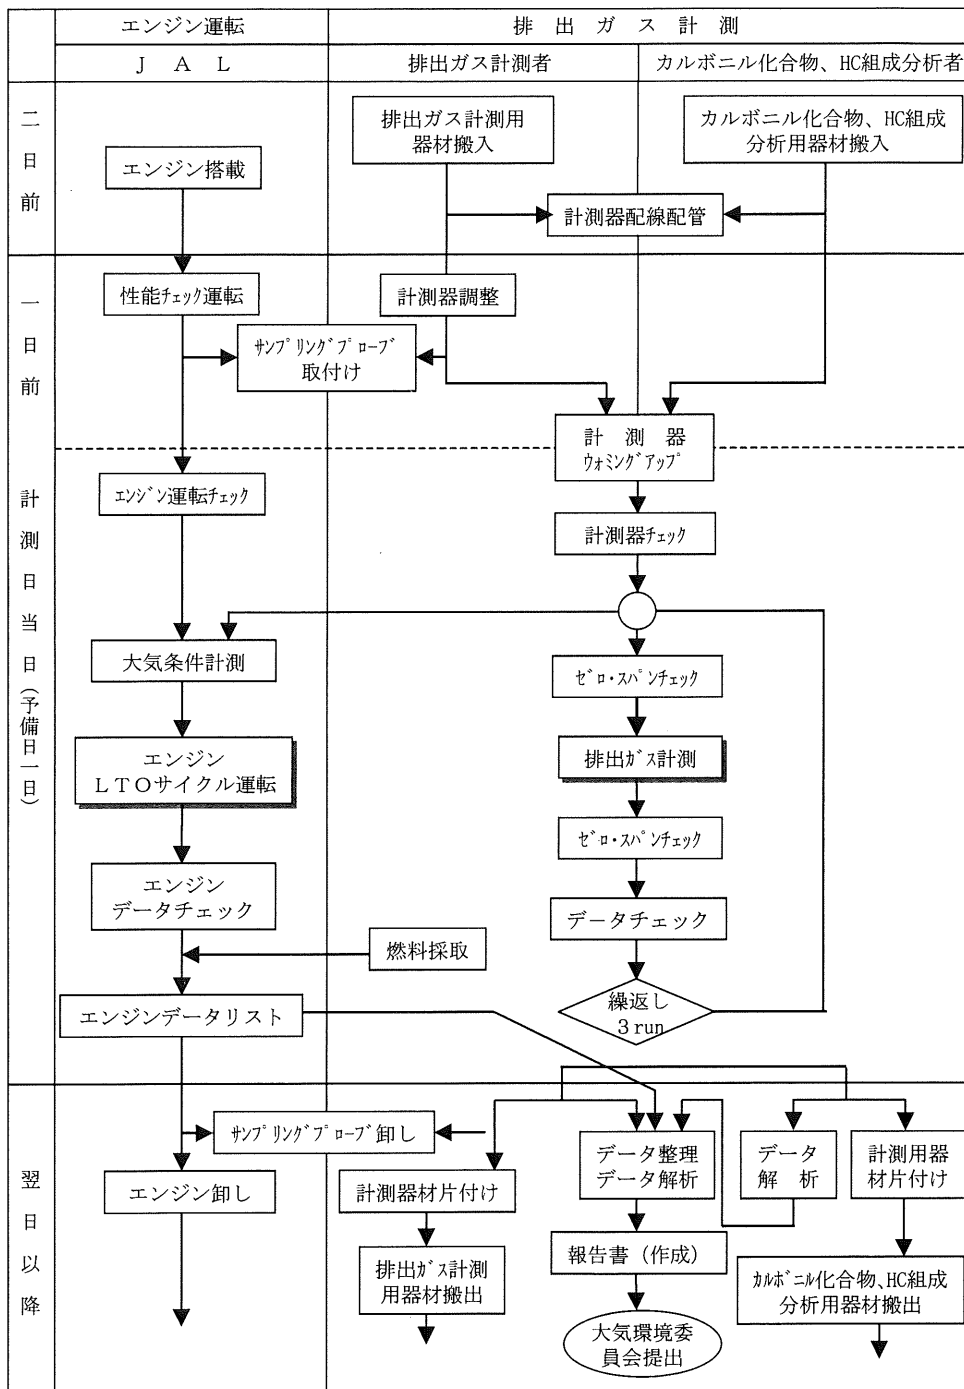 エンジン運転
排出ガス計測
JAL
排出ガス計測者
カルボニル化合物、HC組成分析者
二日前
排出ガス計測用
器材搬入
カルボニル化合物、HC組成
分析用器材搬入
エンジン搭載
計測器配線配管
一日前
性能ﾁｪｯｸ運転
計測器調整
ｻﾝﾌﾟﾘﾝｸﾞﾌﾟﾛｰﾌﾞ
取付け
計測器
ｳｫﾐﾝｸﾞｱｯﾌﾟ
計測日当日(予備日一日)
ｴﾝｼﾞﾝ運転チェック
計測器ﾁｪｯｸ
大気条件計測
ｾﾞﾛ・ｽﾊﾟﾝﾁｪｯｸ
エンジン
LTOサイクル運転
排出ｶﾞｽ計測
ｾﾞﾛ・ｽﾊﾟﾝﾁｪｯｸ
エンジン
データチェック
データチェック
燃料採取
エンジンデータリスト
繰返し
3 run
翌日以降
ｻﾝﾌﾟﾘﾝｸﾞﾌﾟﾛｰﾌﾞ卸し
データ整理
データ解析
データ
解析
計測用器
材片付け
エンジン卸し
計測器材片付け
報告書(作成)
排出ｶﾞｽ計測
用器材搬出
ｶﾙﾎﾞﾆﾙ化合物、HC組成
分析用器材搬出
大気環境委
員会提出